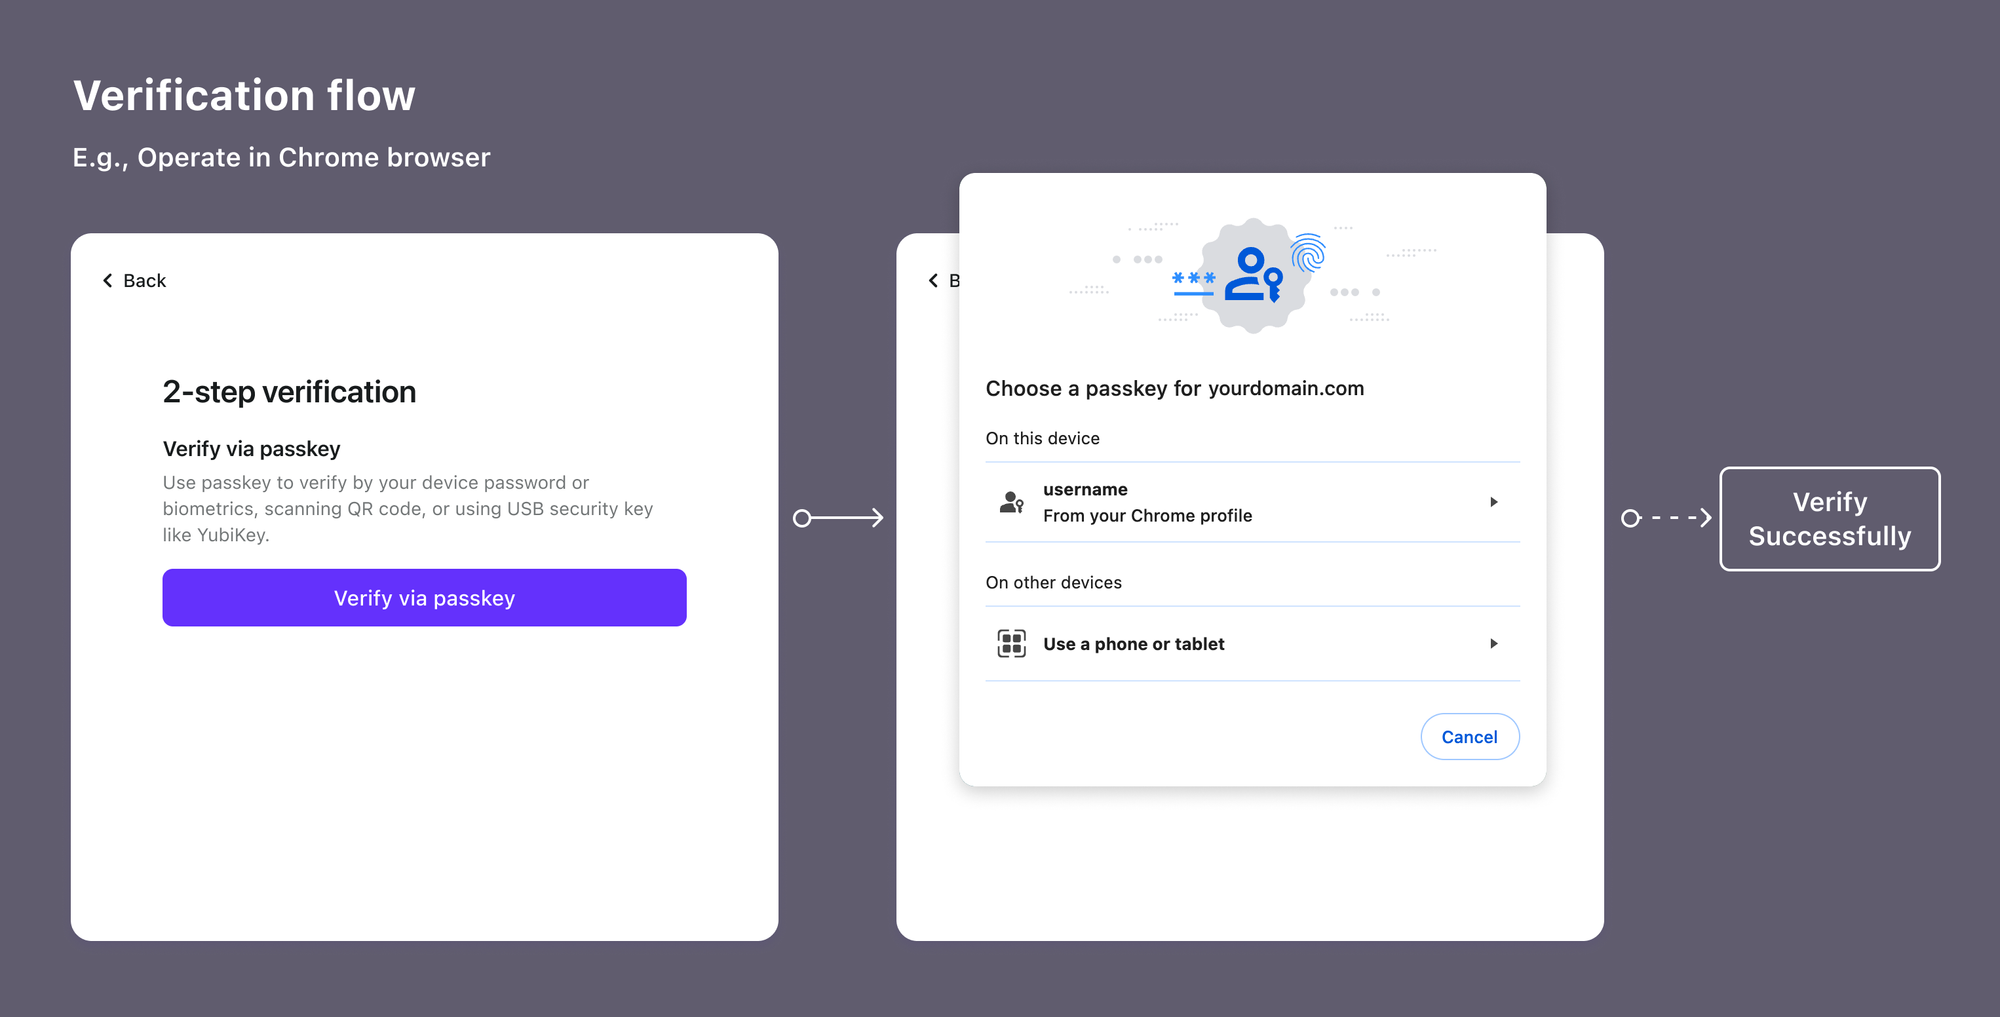 Verification flow
E.g., Operate in Chrome browser
Back
2-step verification
Verify via passkey
Use passkey to verify by your device password or
biometrics, scanning QR code, or using USB security key
like YubiKey.
Verify via passkey
B
***
Choose a passkey for yourdomain.com
On this device
username
From your Chrome profile
On other devices
Use a phone or tablet
Cancel
Verify
Successfully